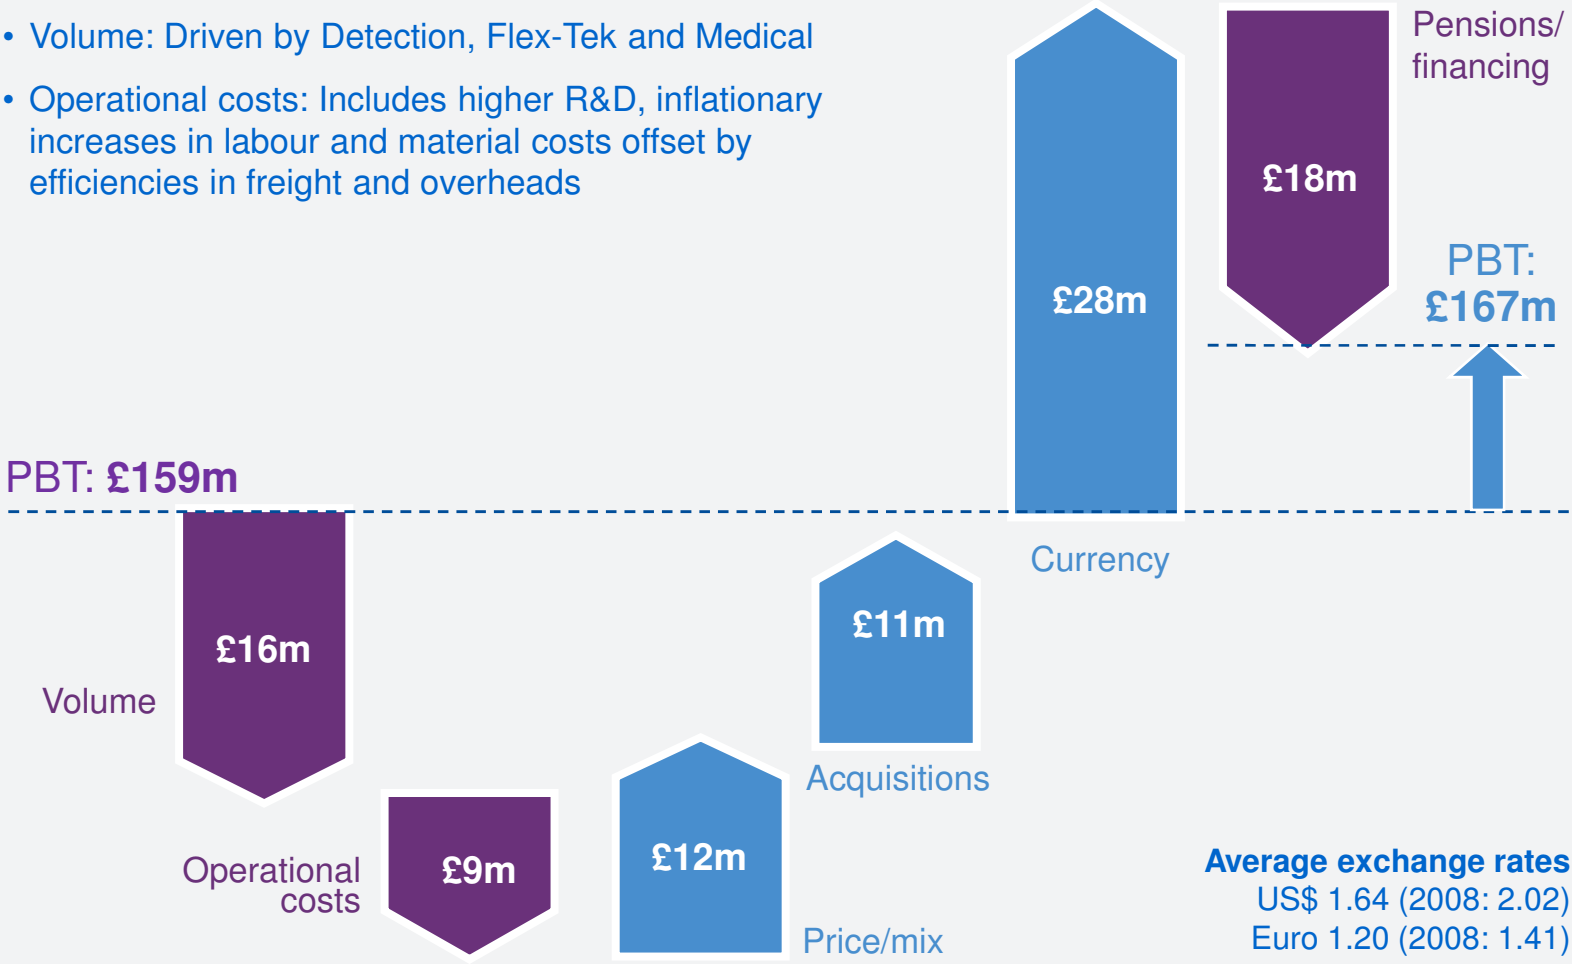 • Volume: Driven by Detection, Flex-Tek and Medical
• Operational costs: Includes higher R&D, inflationary
increases in labour and material costs offset by
efficiencies in freight and overheads
Pensions/
financing
£18m
£28m
PBT:
£167m
PBT: £159m
Currency
£11m
£16m
Volume
Acquisitions
£12m
£9m
Operational
costs
Price/mix
Average exchange rates
US$ 1.64 (2008: 2.02)
Euro 1.20 (2008: 1.41)